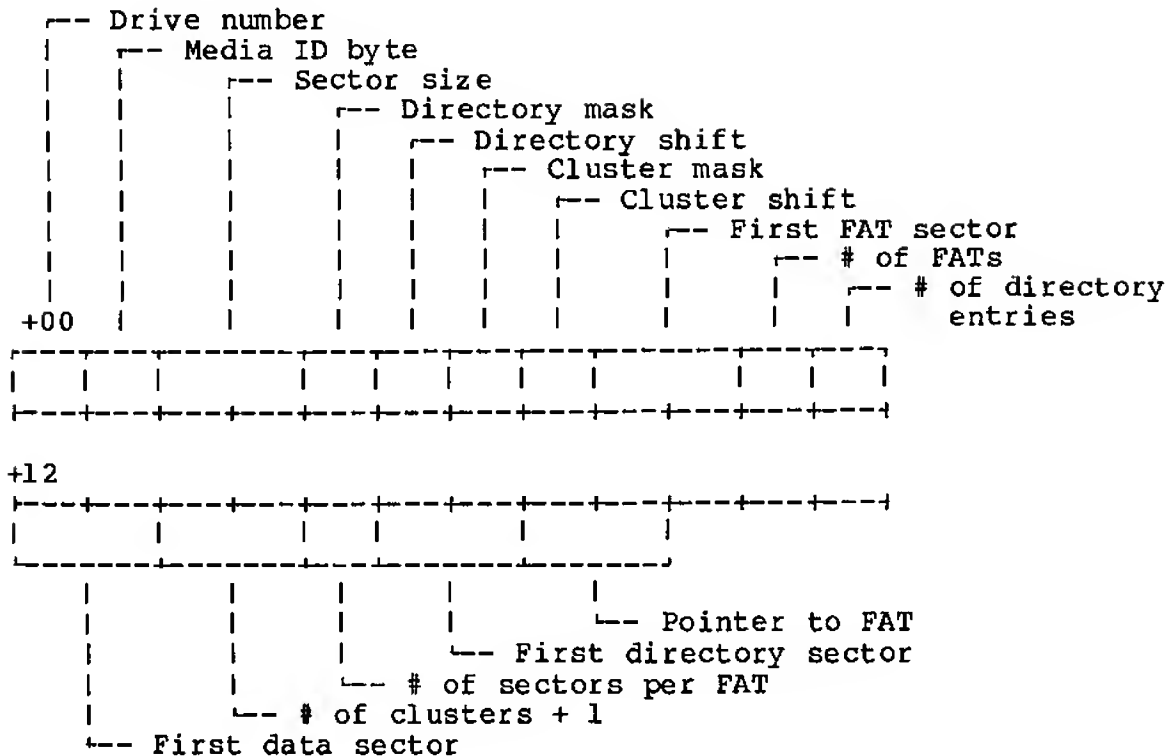 Drive number
Media ID byte
Sector size
Directory mask
Directory shift
Cluster mask
Cluster shift
First FAT sector
# of FATs
# of directory
+00 entries
+12
Pointer to FAT
First directory sector
# of sectors per FAT
# of clusters + 1
First data sector